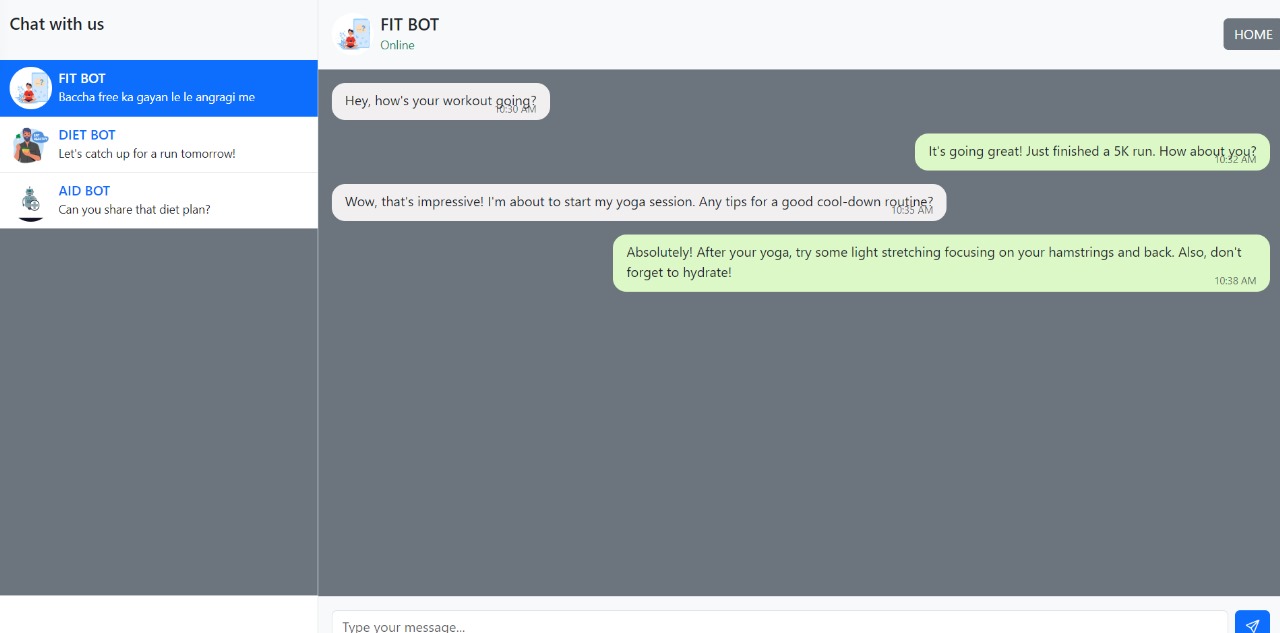 Chat with us
FIT BOT
Baccha free ka gayan le le angragi me
DIET BOT
Let's catch up for a run tomorrow!
AID BOT
Can you share that diet plan?
FIT BOT
Online
HOME
Hey, how's your workout going?
10:30 AM
It's going great! Just finished a 5K run. How about you?
10:32 AM
Wow, that's impressive! I'm about to start my yoga session. Any tips for a good cool-down routine?
10:35 AM
Absolutely! After your yoga, try some light stretching focusing on your hamstrings and back. Also, don't
forget to hydrate!
10:38 AM
Type your message...